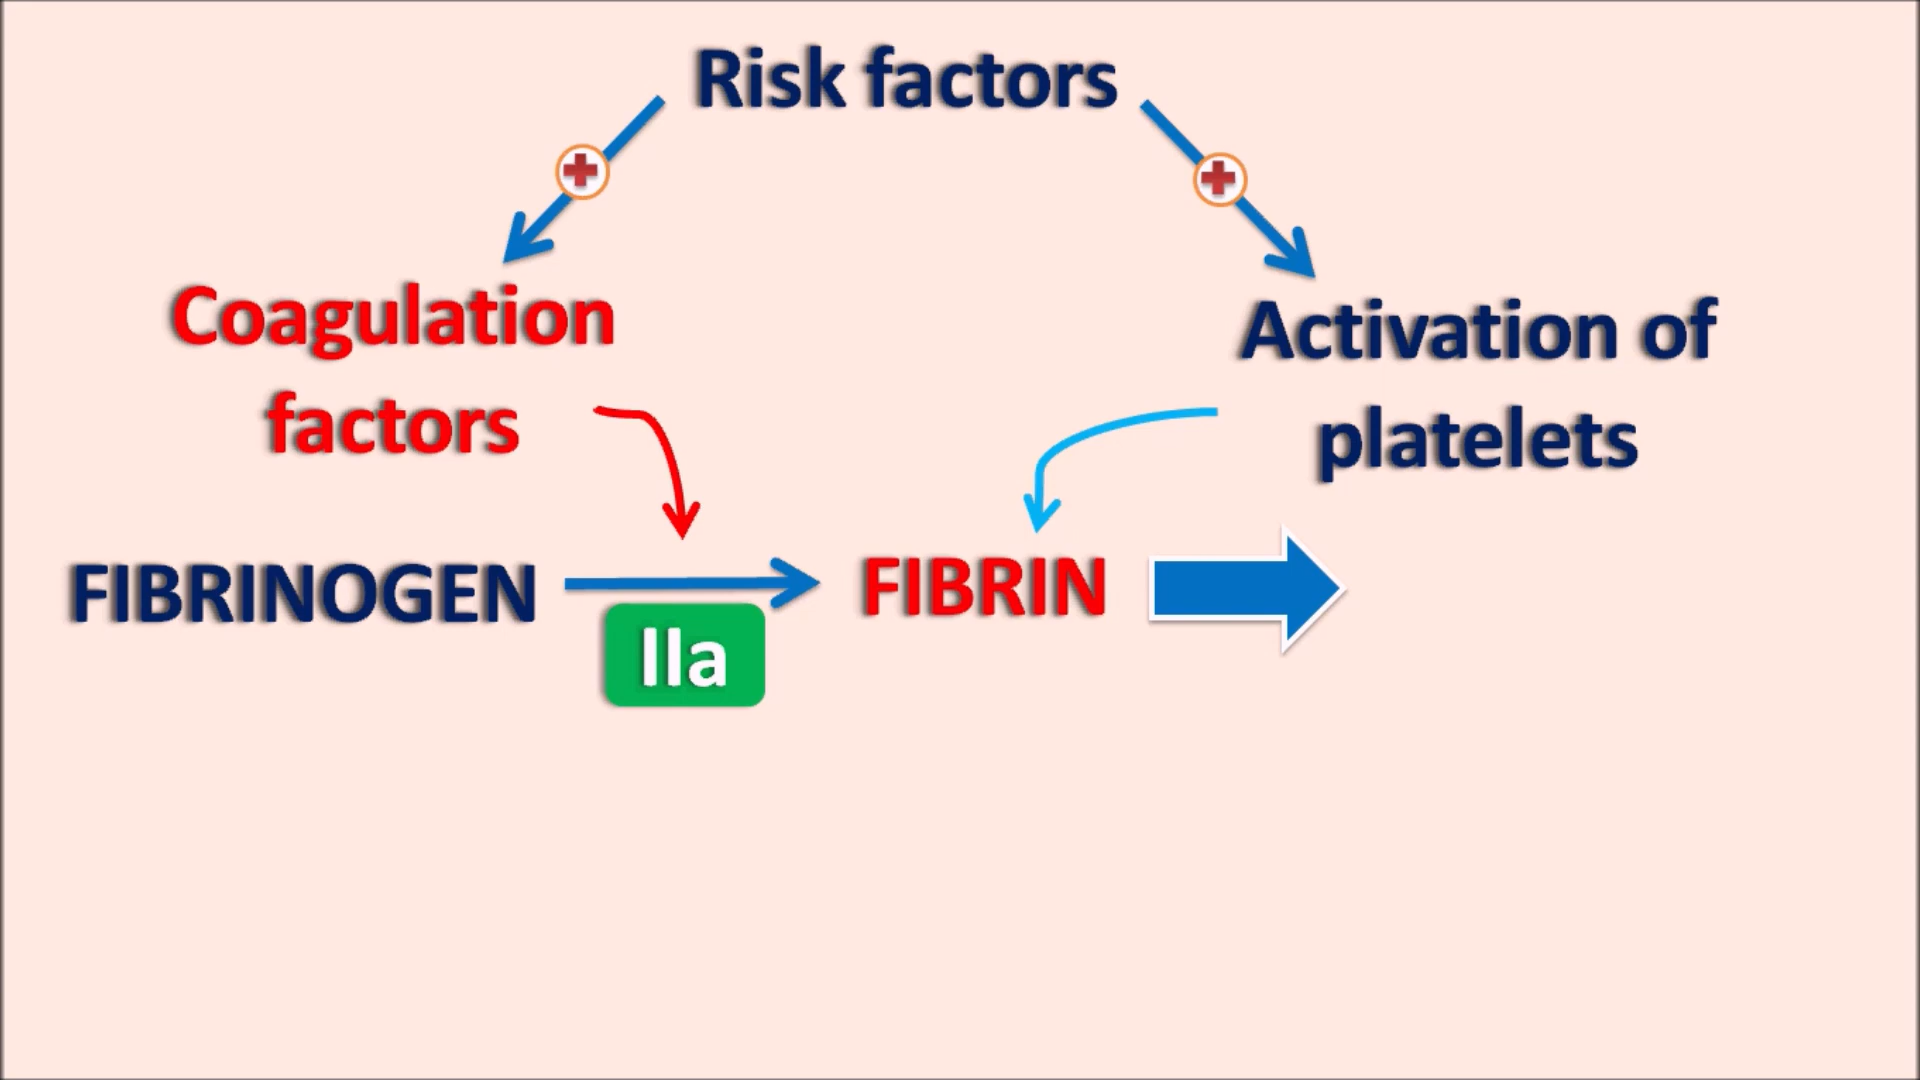 Risk factors
Coagulation
factors
Activation of
platelets
FIBRINOGEN
IIa
FIBRIN